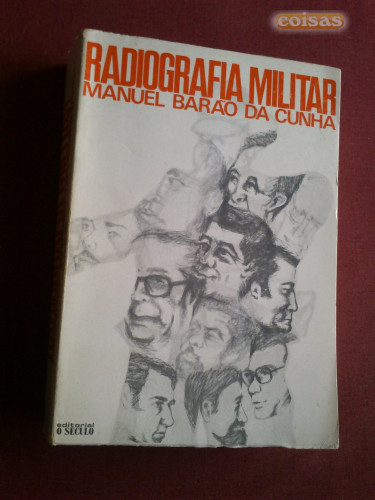 coisas
RADIOGRAFIA MILITAR
MANUEL BARÃO DA CUNHA
editorial
O SÉCULO